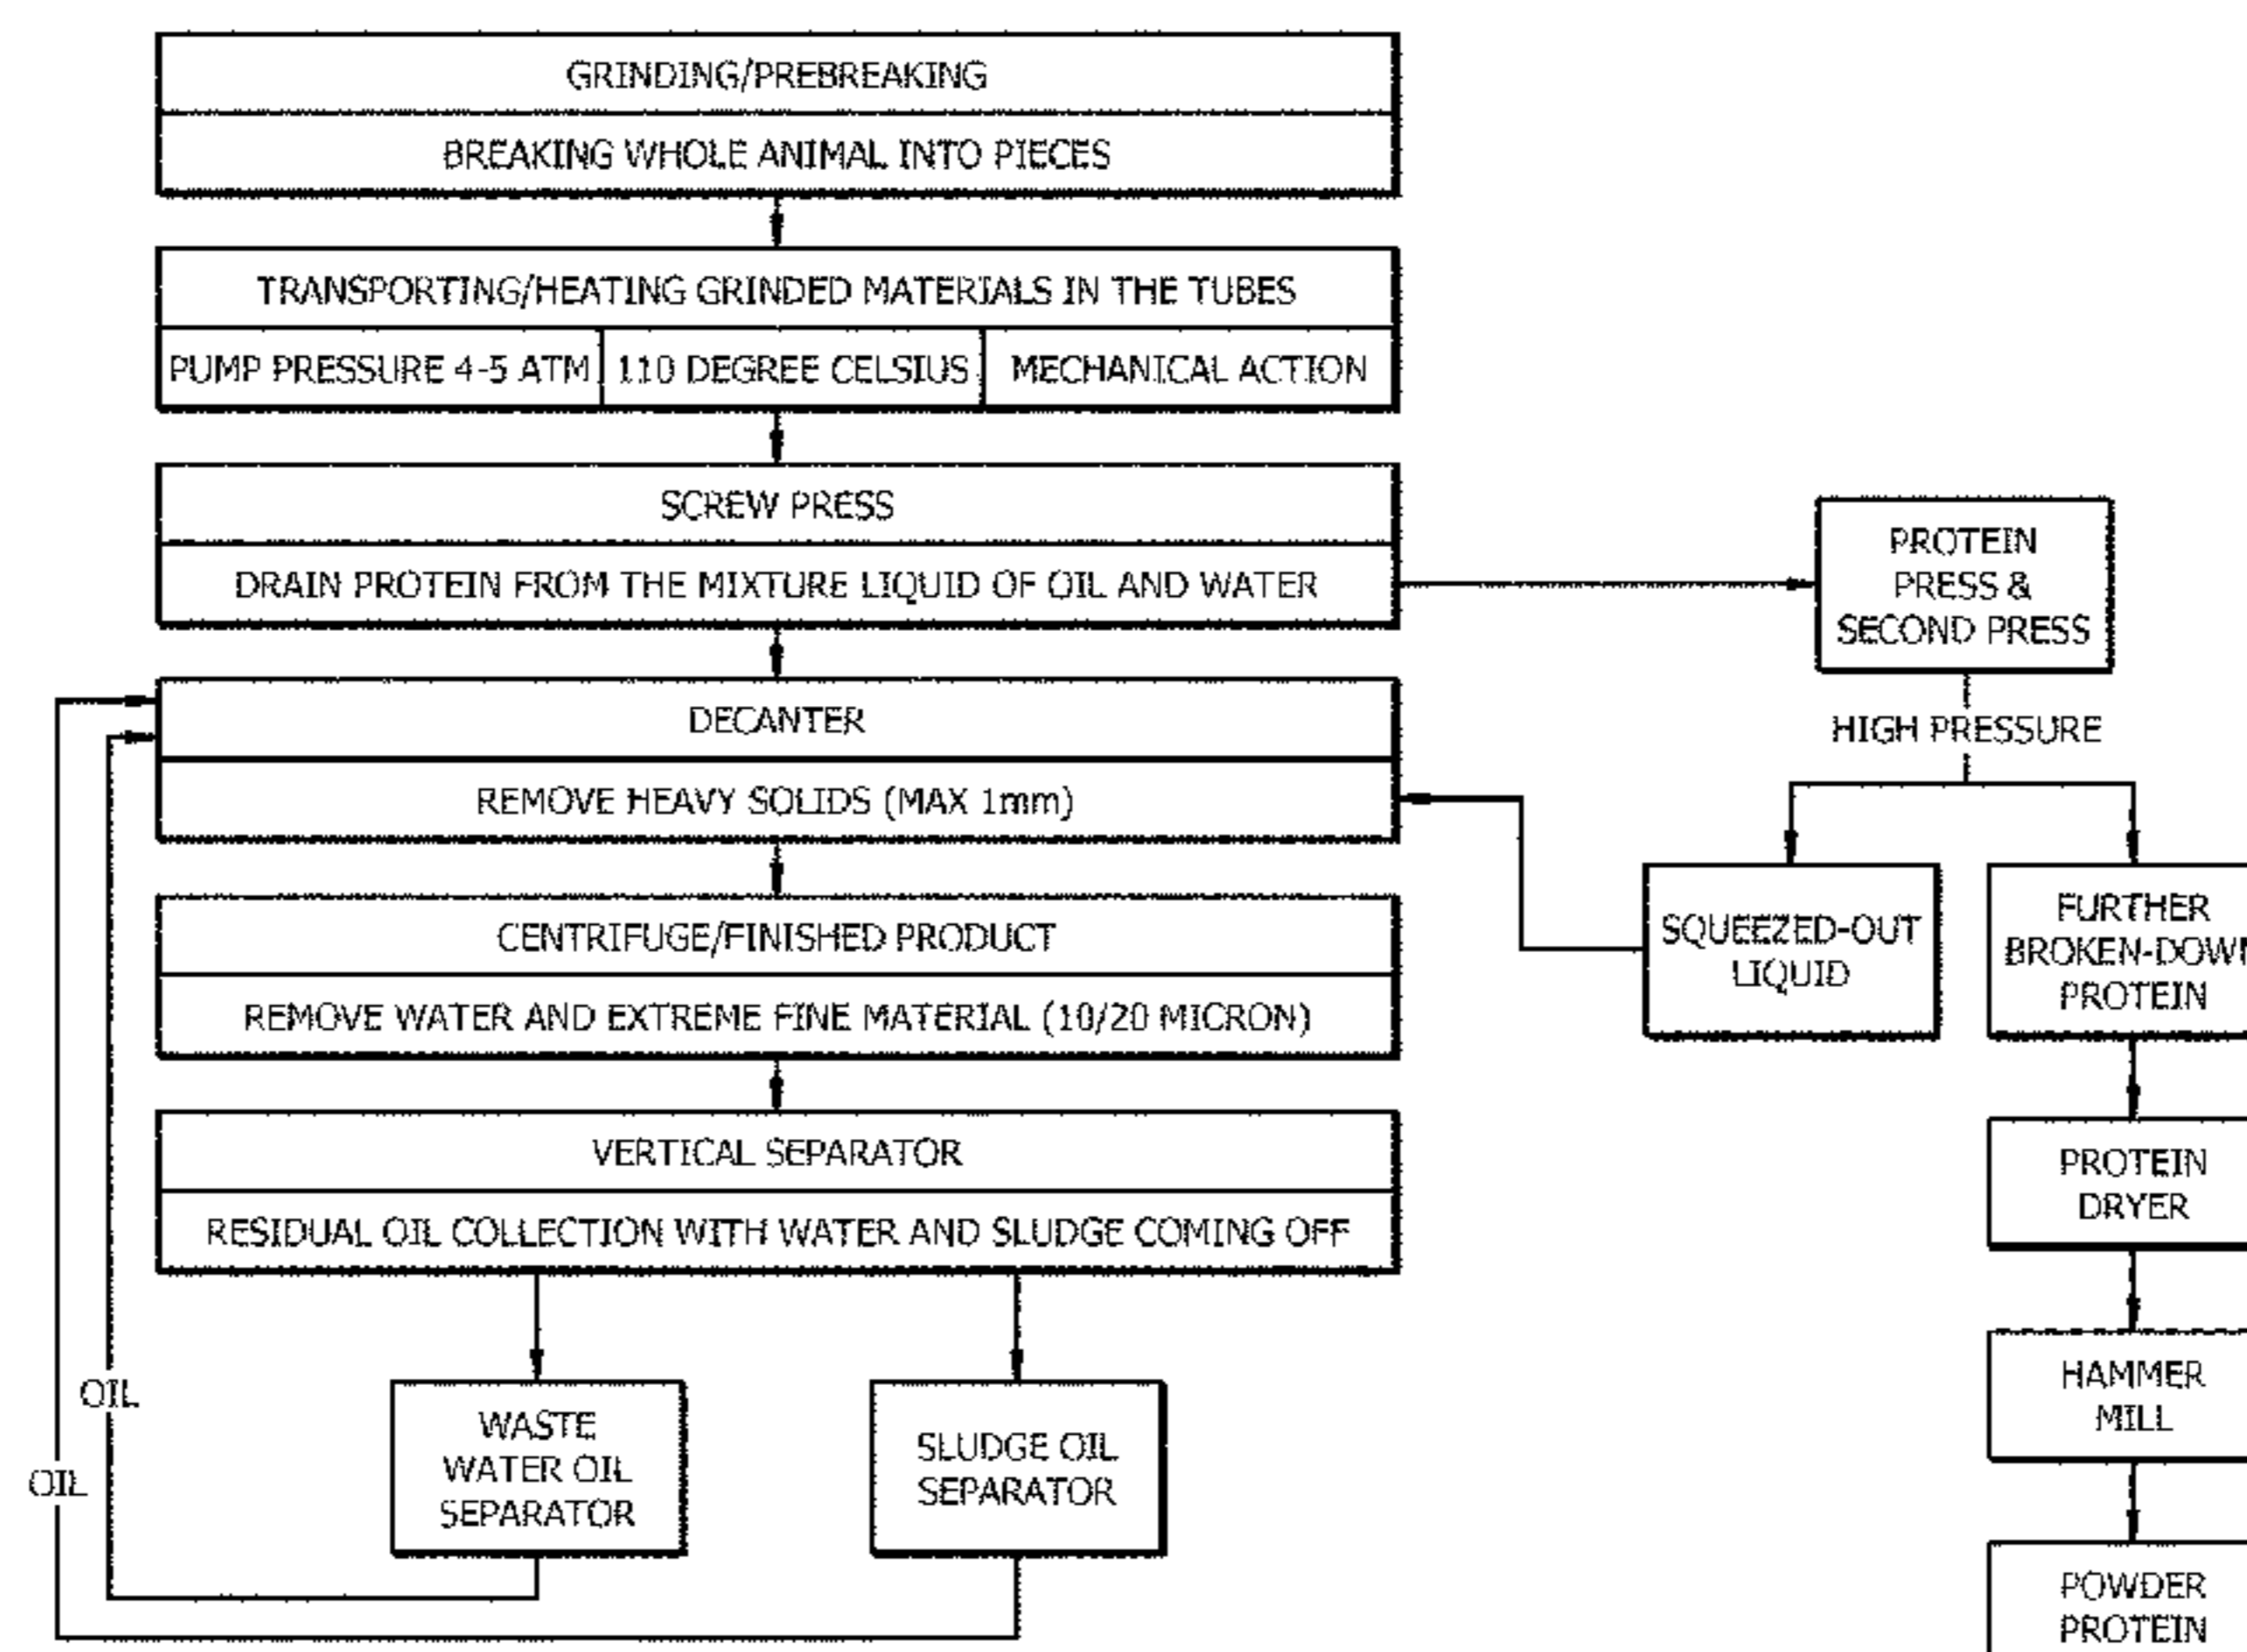 GRINDING/PREBREAKING
BREAKING WHOLE ANIMAL INTO PIECES
TRANSPORTING/HEATING GRINDED MATERIALS IN THE TUBES
PUMP PRESSURE 4-5 ATM
110 DEGREE CELSIUS
MECHANICAL ACTION
SCREW PRESS
DRAIN PROTEIN FROM THE MIXTURE LIQUID OF OIL AND WATER
PROTEIN
PRESS &
SECOND PRESS
HIGH PRESSURE
DECANTER
REMOVE HEAVY SOLIDS (MAX 1mm)
SQUEEZED-OUT
LIQUID
FURTHER
BROKEN-DOWN
PROTEIN
CENTRIFUGE/FINISHED PRODUCT
REMOVE WATER AND EXTREME FINE MATERIAL (10/20 MICRON)
VERTICAL SEPARATOR
RESIDUAL OIL COLLECTION WITH WATER AND SLUDGE COMING OFF
PROTEIN
DRYER
HAMMER
MILL
OIL
OIL
WASTE
WATER OIL
SEPARATOR
SLUDGE OIL
SEPARATOR
POWDER
PROTEIN